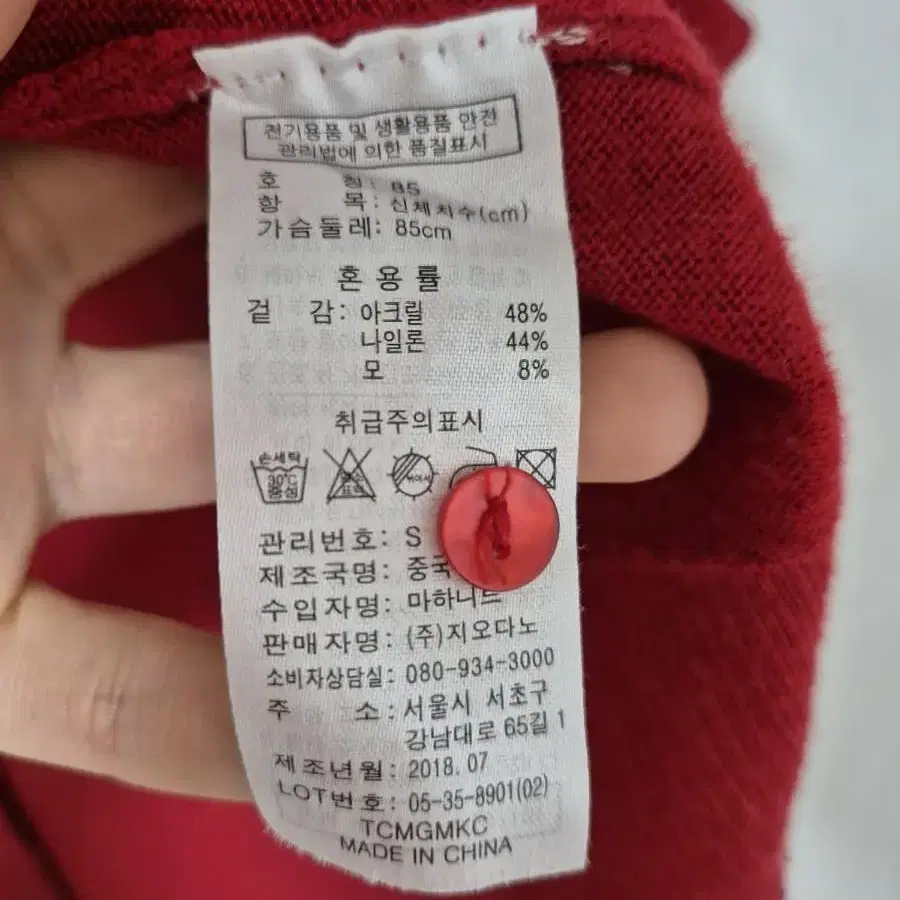 전기용품 및 생활용품 안전
관리법에 의한 품질표시
호 칭: 85
항 목: 신체치수(cm)
가슴둘레: 85cm
혼용률
겉 감: 아크릴 48%
나일론 44%
모 8%
취급주의표시
손세탁
30℃
중성
관리번호: S
제조국명: 중국
수입자명: 마하니트
판매자명: (주)지오다노
소비자상담실: 080-934-3000
주 소: 서울시 서초구
강남대로 65길 1
제조년월: 2018. 07
LOT번호: 05-35-8901(02)
TCMGMKC
MADE IN CHINA